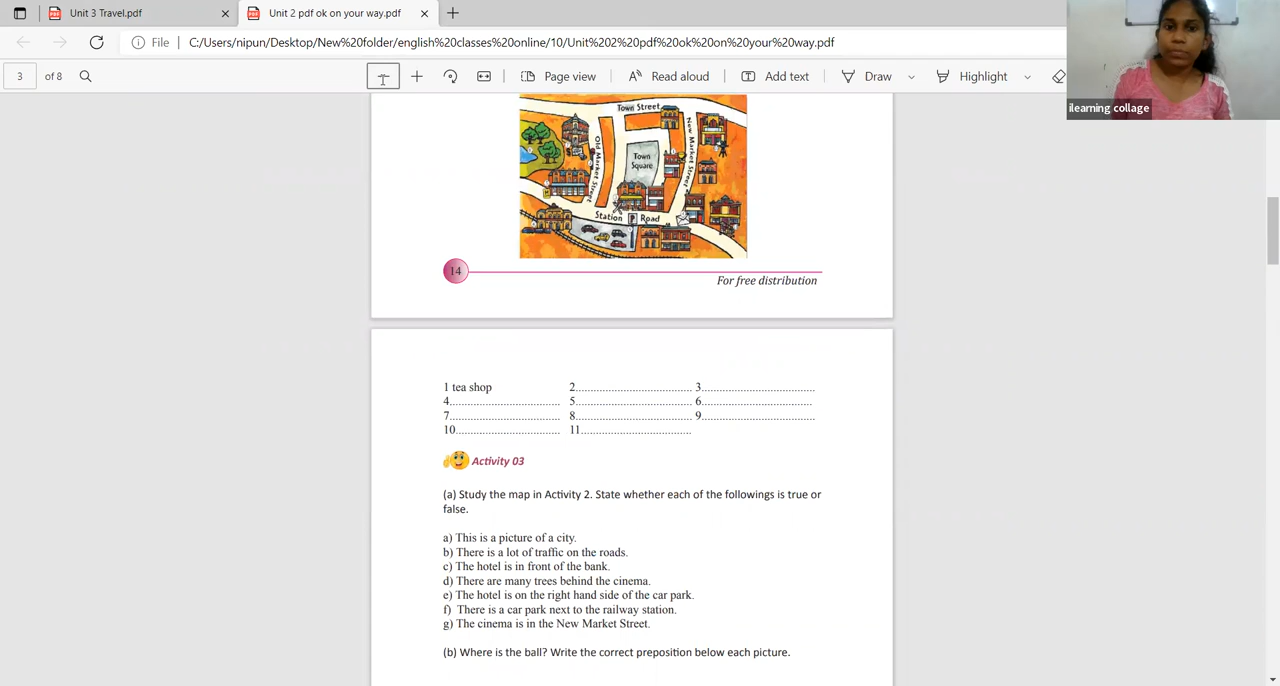 Unit 3 Travel.pdf
Unit 2 pdf ok on your way.pdf
File C:/Users/nipun/Desktop/New%20folder/english%20classes%20online/10/Unit%202%20pdf%20ok%20on%20your%20way.pdf
3 of 8 Page view Read aloud Add text Draw Highlight
ilearning collage
Town Street
Old Market Street
New Market Street
Town
Square
Station Road
P
14
For free distribution
1 tea shop 2....................................... 3......................................
4..................................... 5....................................... 6.....................................
7..................................... 8....................................... 9......................................
10................................... 11.....................................
Activity 03
(a) Study the map in Activity 2. State whether each of the followings is true or
false.
a) This is a picture of a city.
b) There is a lot of traffic on the roads.
c) The hotel is in front of the bank.
d) There are many trees behind the cinema.
e) The hotel is on the right hand side of the car park.
f) There is a car park next to the railway station.
g) The cinema is in the New Market Street.
(b) Where is the ball? Write the correct preposition below each picture.